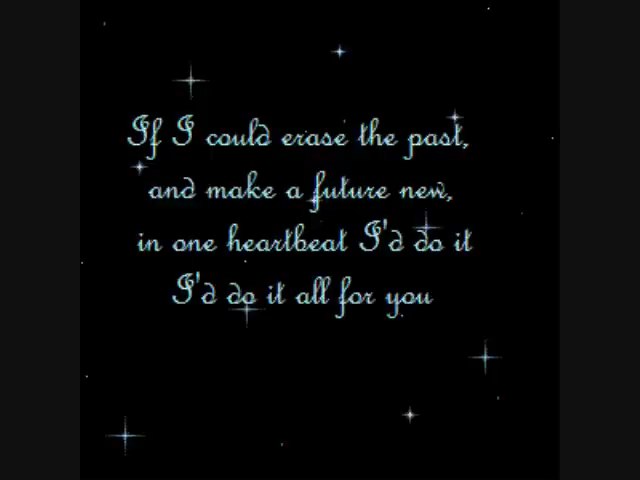 If I could erase the past,
and make a future new,
in one heartbeat I'd do it
I'd do it all for you